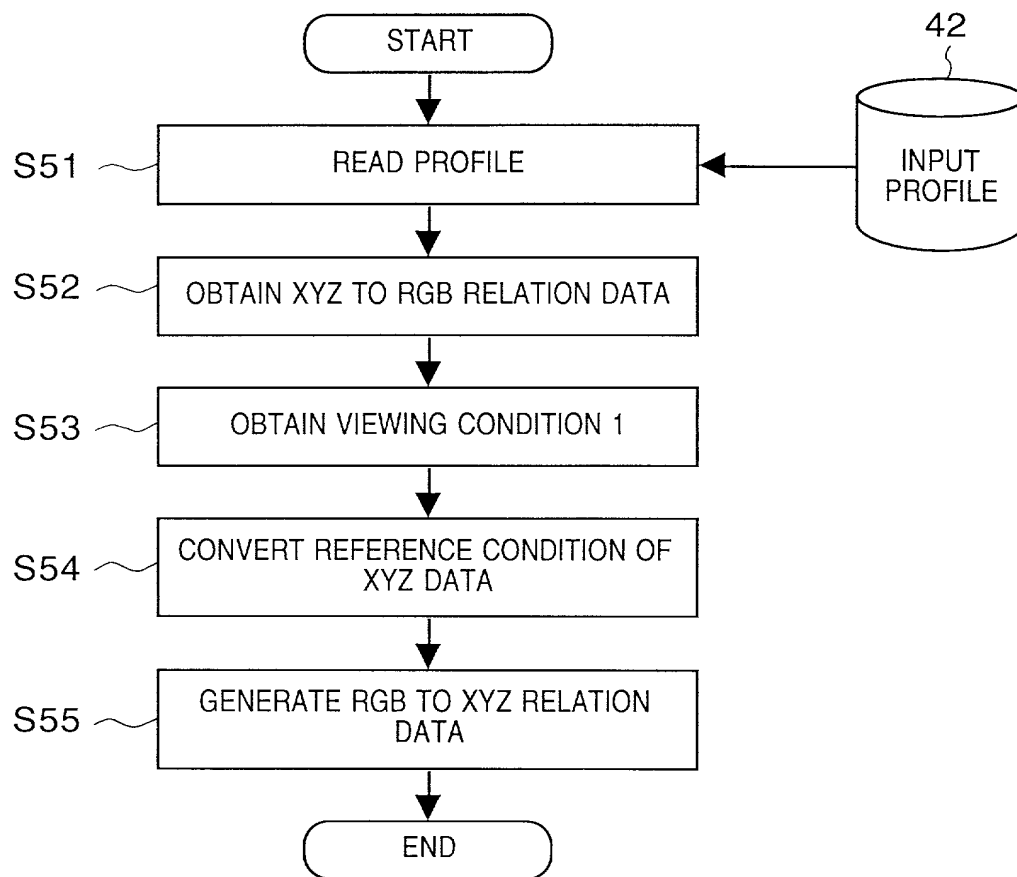 START
42
S51
READ PROFILE
INPUT
PROFILE
S52
OBTAIN XYZ TO RGB RELATION DATA
S53
OBTAIN VIEWING CONDITION 1
S54
CONVERT REFERENCE CONDITION OF
XYZ DATA
S55
GENERATE RGB TO XYZ RELATION
DATA
END